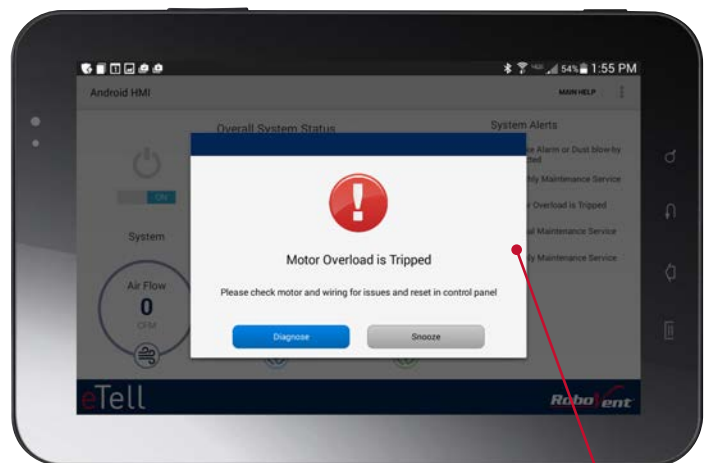 54% 1:55 PM
Android HMI
MAIN HELP
Overall System Status
System Alerts
Alarm or Dust blow-by
Maintenance Service
Overload is Tripped
Maintenance Service
Maintenance Service
ON
System
Air Flow
0
CFM
Motor Overload is Tripped
Please check motor and wiring for issues and reset in control panel
Diagnose
Snooze
eTell
RoboVent